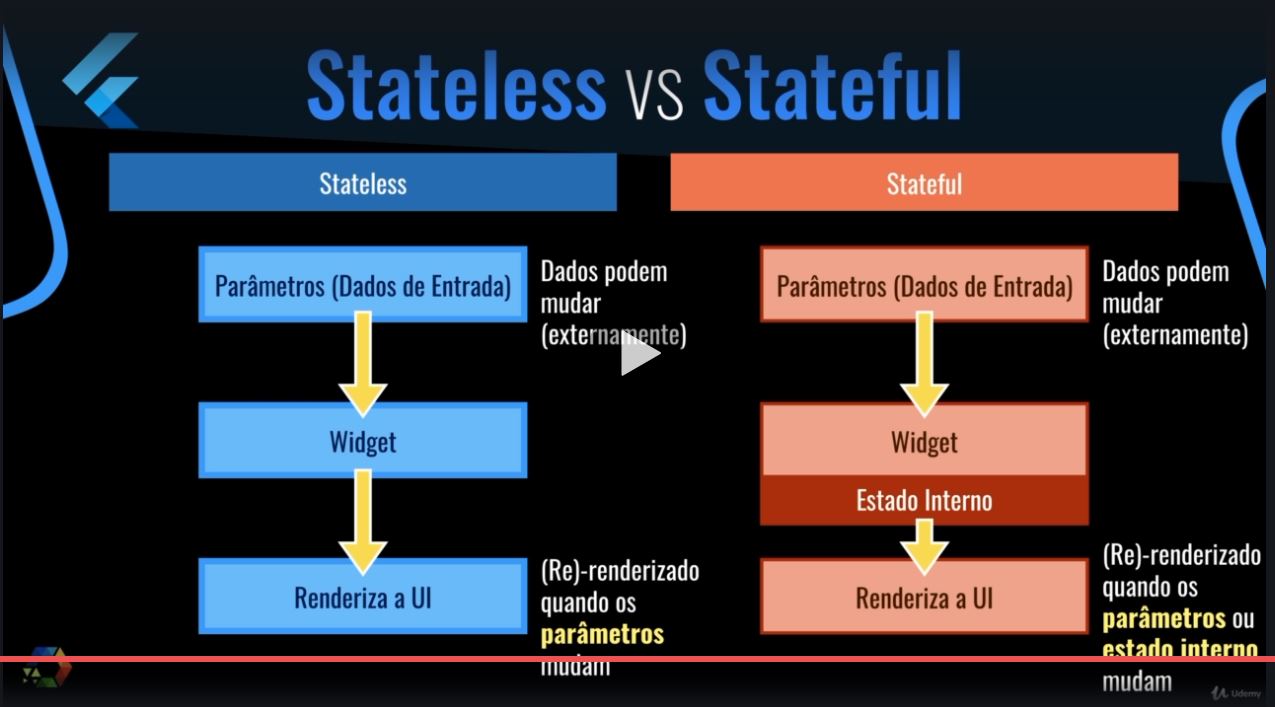 Stateless vs Stateful
Stateless
Stateful
Parâmetros (Dados de Entrada)
Dados podem
mudar
(externamente)
Widget
Renderiza a UI
(Re)-renderizado
quando os
parâmetros
mudam
Parâmetros (Dados de Entrada)
Dados podem
mudar
(externamente)
Widget
Estado Interno
Renderiza a UI
(Re)-renderizado
quando os
parâmetros ou
estado interno
mudam
Udemy